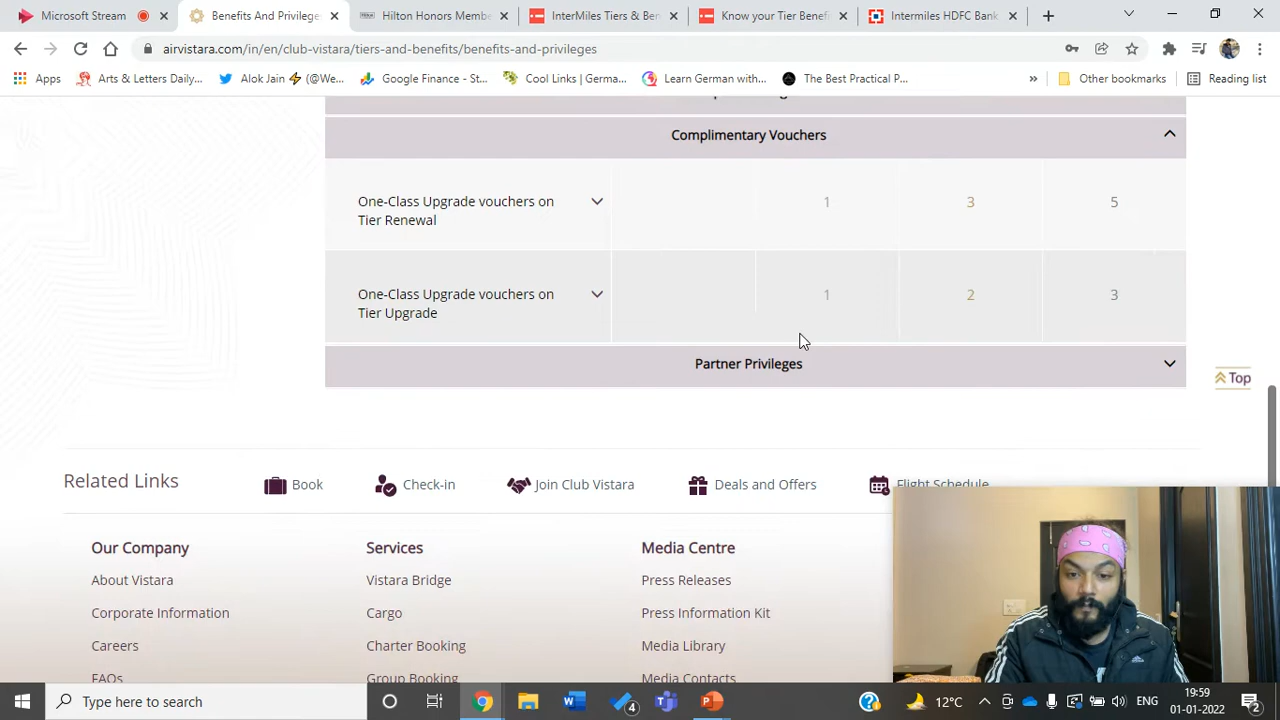 Microsoft Stream
Benefits And Privilege
Hilton Honors Membe
InterMiles Tiers & Ben
Know your Tier Benefi
Intermiles HDFC Bank
airvistara.com/in/en/club-vistara/tiers-and-benefits/benefits-and-privileges
Apps
Arts & Letters Daily...
Alok Jain ⚡ (@We...
Google Finance - St...
Cool Links | Germa...
Learn German with...
The Best Practical P...
»
Other bookmarks
Reading list
Complimentary Vouchers
One-Class Upgrade vouchers on
Tier Renewal
1
3
5
One-Class Upgrade vouchers on
Tier Upgrade
1
2
3
Partner Privileges
Top
Related Links
Book
Check-in
Join Club Vistara
Deals and Offers
Flight Schedule
Our Company
Services
Media Centre
About Vistara
Vistara Bridge
Press Releases
Corporate Information
Cargo
Press Information Kit
Careers
Charter Booking
Media Library
FAQs
Group Booking
Media Contacts
Type here to search
4
12°C
ENG
19:59
01-01-2022
2